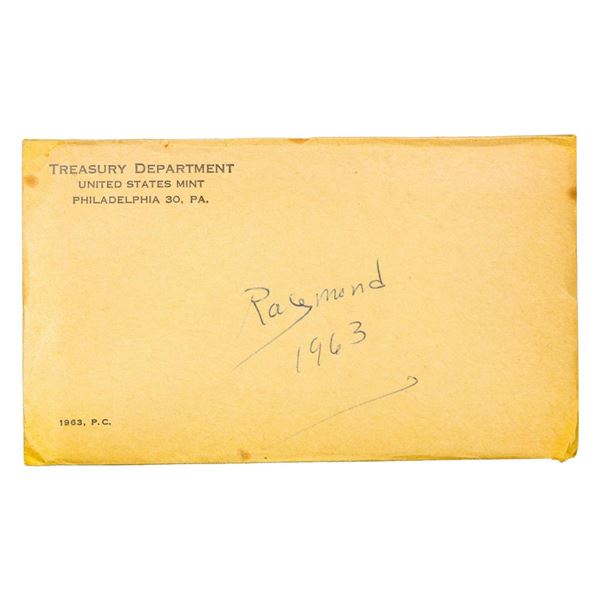 TREASURY DEPARTMENT
UNITED STATES MINT
PHILADELPHIA 30, PA.
Raymond
1963
1963, P.C.